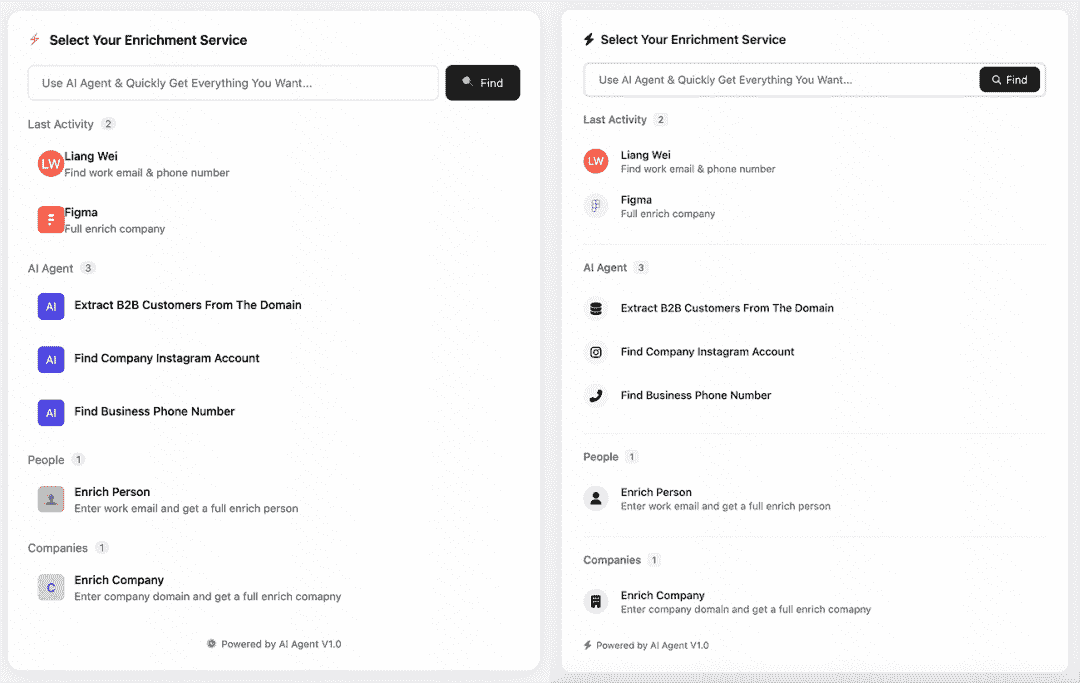 Select Your Enrichment Service
Use AI Agent & Quickly Get Everything You Want...
Find
Last Activity 2
LW
Liang Wei
Find work email & phone number
Figma
Full enrich company
AI Agent 3
AI
Extract B2B Customers From The Domain
AI
Find Company Instagram Account
AI
Find Business Phone Number
People 1
Enrich Person
Enter work email and get a full enrich person
Companies 1
C
Enrich Company
Enter company domain and get a full enrich comapny
Powered by AI Agent V1.0
Select Your Enrichment Service
Use AI Agent & Quickly Get Everything You Want...
Find
Last Activity 2
LW
Liang Wei
Find work email & phone number
Figma
Full enrich company
AI Agent 3
Extract B2B Customers From The Domain
Find Company Instagram Account
Find Business Phone Number
People 1
Enrich Person
Enter work email and get a full enrich person
Companies 1
Enrich Company
Enter company domain and get a full enrich comapny
Powered by AI Agent V1.0